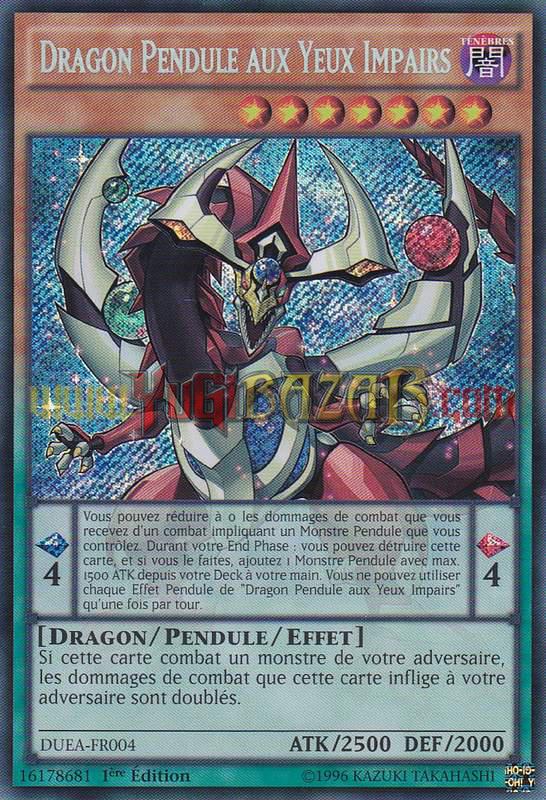 DRAGON PENDULE AUX YEUX IMPAIRS
TÉNÈBRES
闇
www.YuGiBAZAR.com
Vous pouvez réduire à 0 les dommages de combat que vous
recevez d'un combat impliquant un Monstre Pendule que vous
contrôlez. Durant votre End Phase : vous pouvez détruire cette
carte, et si vous le faites, ajoutez 1 Monstre Pendule avec max.
1500 ATK depuis votre Deck à votre main. Vous ne pouvez utiliser
chaque Effet Pendule de "Dragon Pendule aux Yeux Impairs"
qu'une fois par tour.
4
4
[DRAGON/PENDULE/EFFET]
Si cette carte combat un monstre de votre adversaire,
les dommages de combat que cette carte inflige à votre
adversaire sont doublés.
DUEA-FR004
ATK/2500 DEF/2000
16178681 1ère Édition
©1996 KAZUKI TAKAHASHI